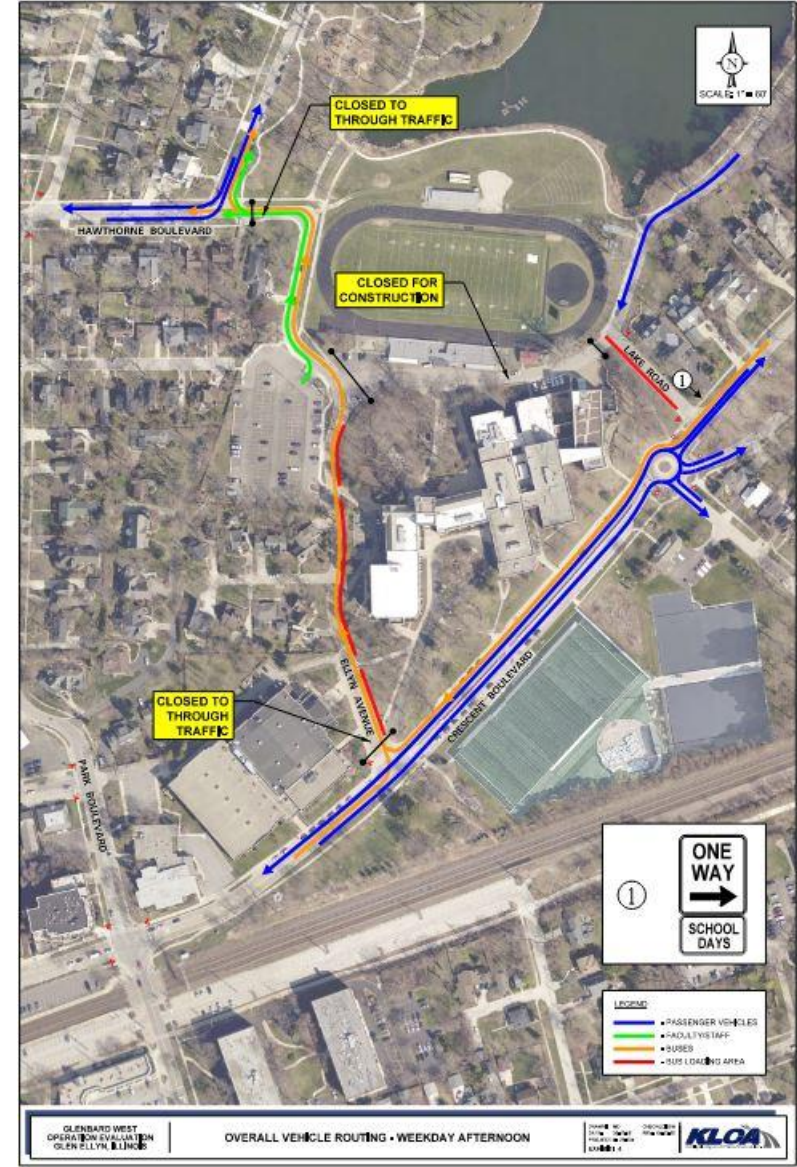 N
SCALE: 1" = 60'
CLOSED TO
THROUGH TRAFFIC
HAWTHORNE BOULEVARD
CLOSED FOR
CONSTRUCTION
LAKE ROAD
1
CLOSED TO
THROUGH
TRAFFIC
ELLYN AVENUE
CRESCENT BOULEVARD
PARK BOULEVARD
1
ONE
WAY
SCHOOL
DAYS
LEGEND
- PASSENGER VEHICLES
- FACULTY/STAFF
- BUSES
- BUS LOADING AREA
GLENBARD WEST
OPERATION EVALUATION
GLEN ELLYN, ILLINOIS
OVERALL VEHICLE ROUTING - WEEKDAY AFTERNOON
KLOA